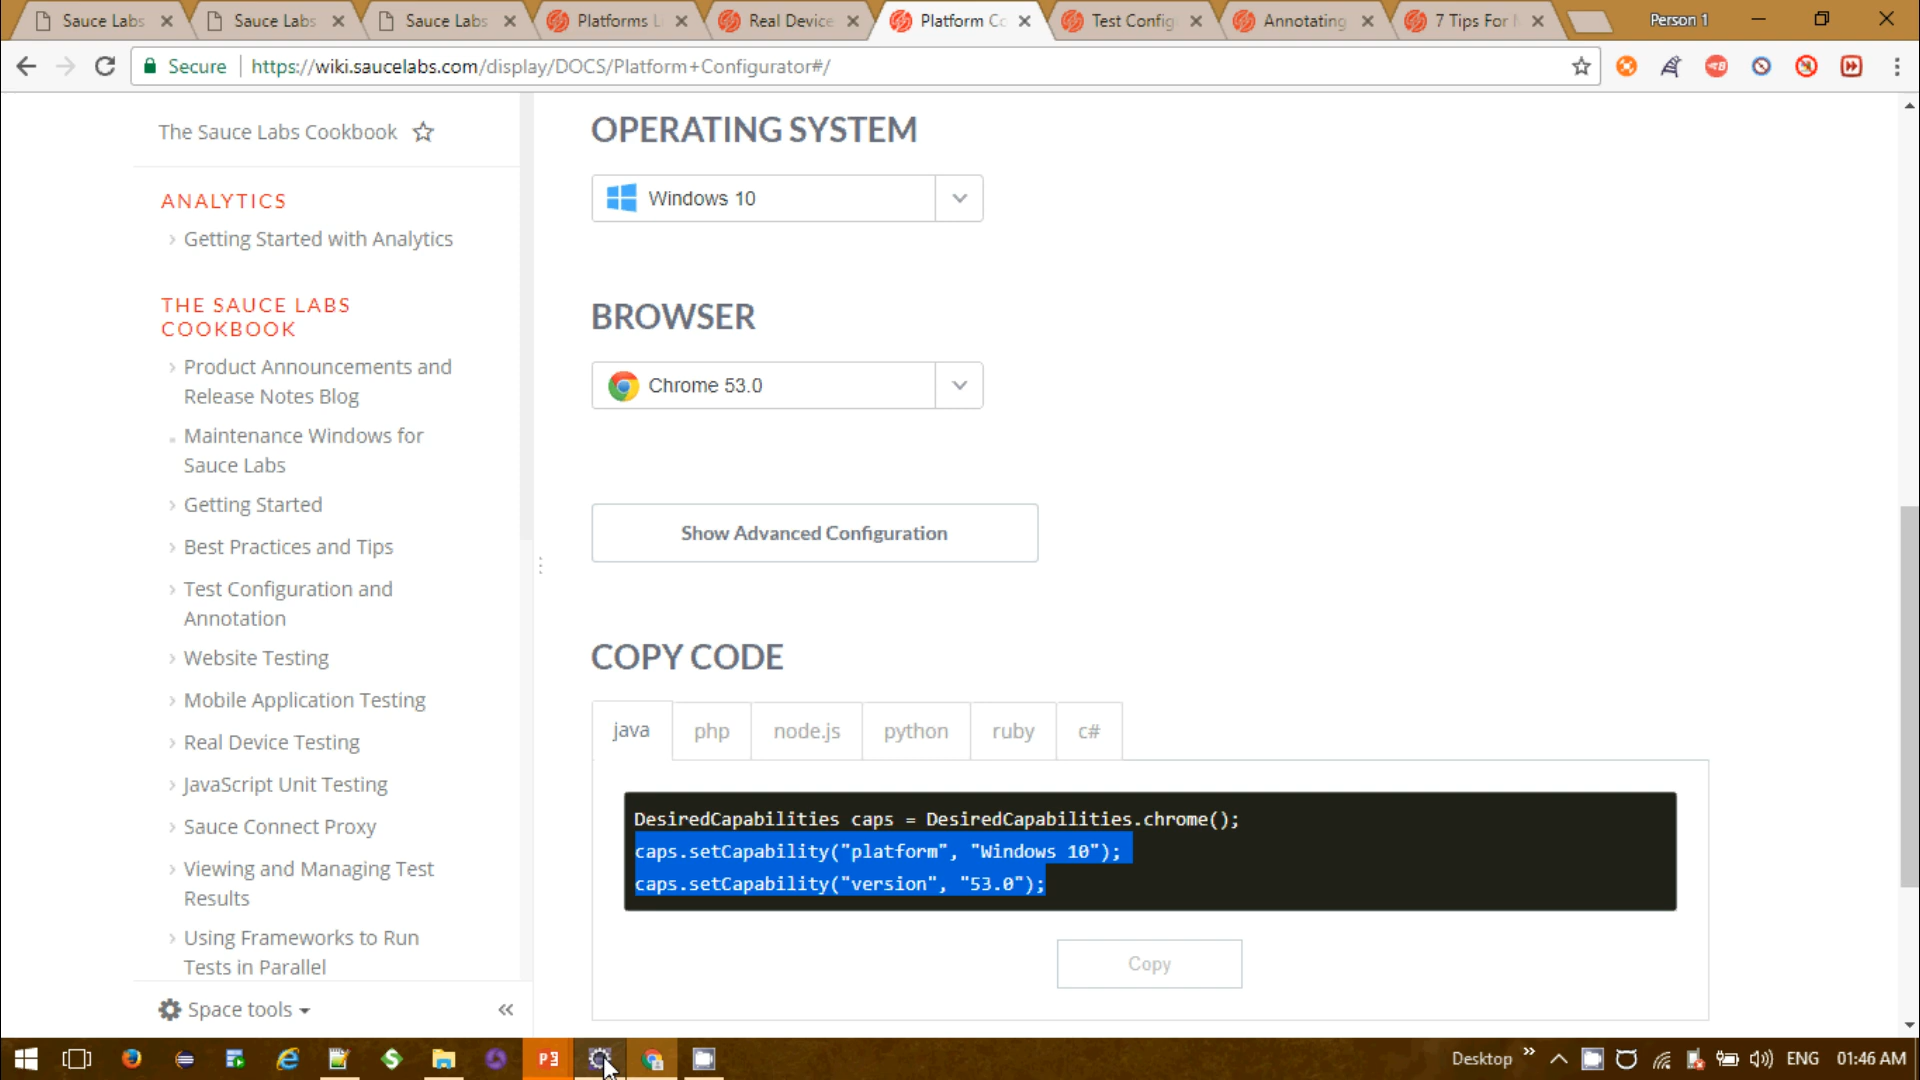 Sauce Labs
Sauce Labs
Sauce Labs
Platforms L
Real Device
Platform Co
Test Config
Annotating
7 Tips For
Person 1
Secure
https://wiki.saucelabs.com/display/DOCS/Platform+Configurator#/
The Sauce Labs Cookbook
ANALYTICS
Getting Started with Analytics
THE SAUCE LABS
COOKBOOK
Product Announcements and
Release Notes Blog
Maintenance Windows for
Sauce Labs
Getting Started
Best Practices and Tips
Test Configuration and
Annotation
Website Testing
Mobile Application Testing
Real Device Testing
JavaScript Unit Testing
Sauce Connect Proxy
Viewing and Managing Test
Results
Using Frameworks to Run
Tests in Parallel
Space tools
OPERATING SYSTEM
Windows 10
BROWSER
Chrome 53.0
Show Advanced Configuration
COPY CODE
java
php
node.js
python
ruby
c#
DesiredCapabilities caps = DesiredCapabilities.chrome();
caps.setCapability("platform", "Windows 10");
caps.setCapability("version", "53.0");
Copy
Desktop
ENG
01:46 AM